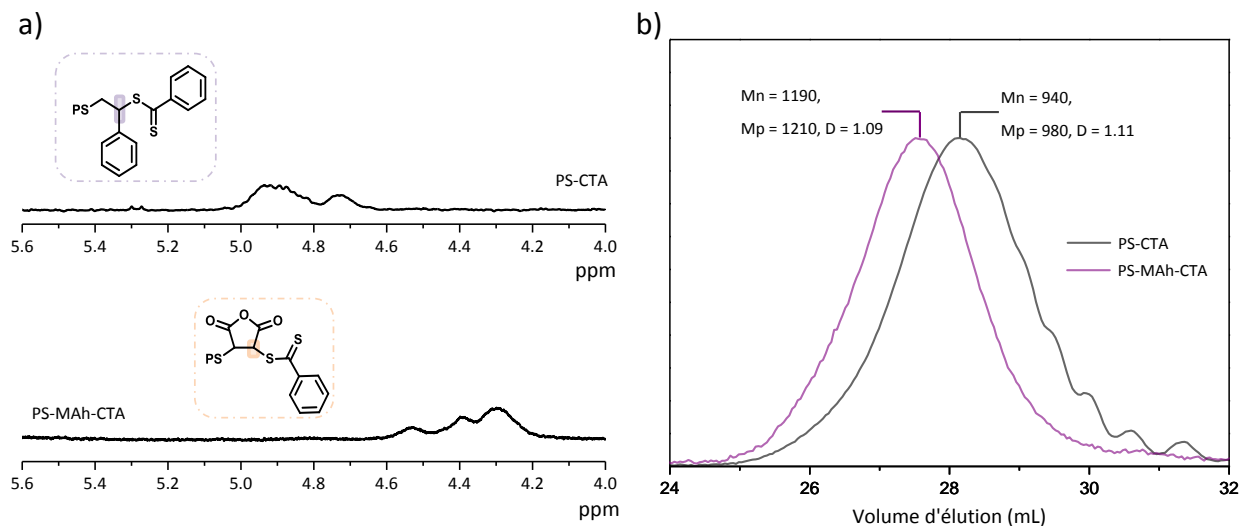 a)
PS
S
S
PS-CTA
5.6 5.4 5.2 5.0 4.8 4.6 4.4 4.2 4.0
ppm
O
O O
PS S
S
PS-MAh-CTA
5.6 5.4 5.2 5.0 4.8 4.6 4.4 4.2 4.0
ppm
b)
Mn = 1190,
Mp = 1210, D = 1.09
Mn = 940,
Mp = 980, D = 1.11
PS-CTA
PS-MAh-CTA
24 26 28 30 32
Volume d'élution (mL)